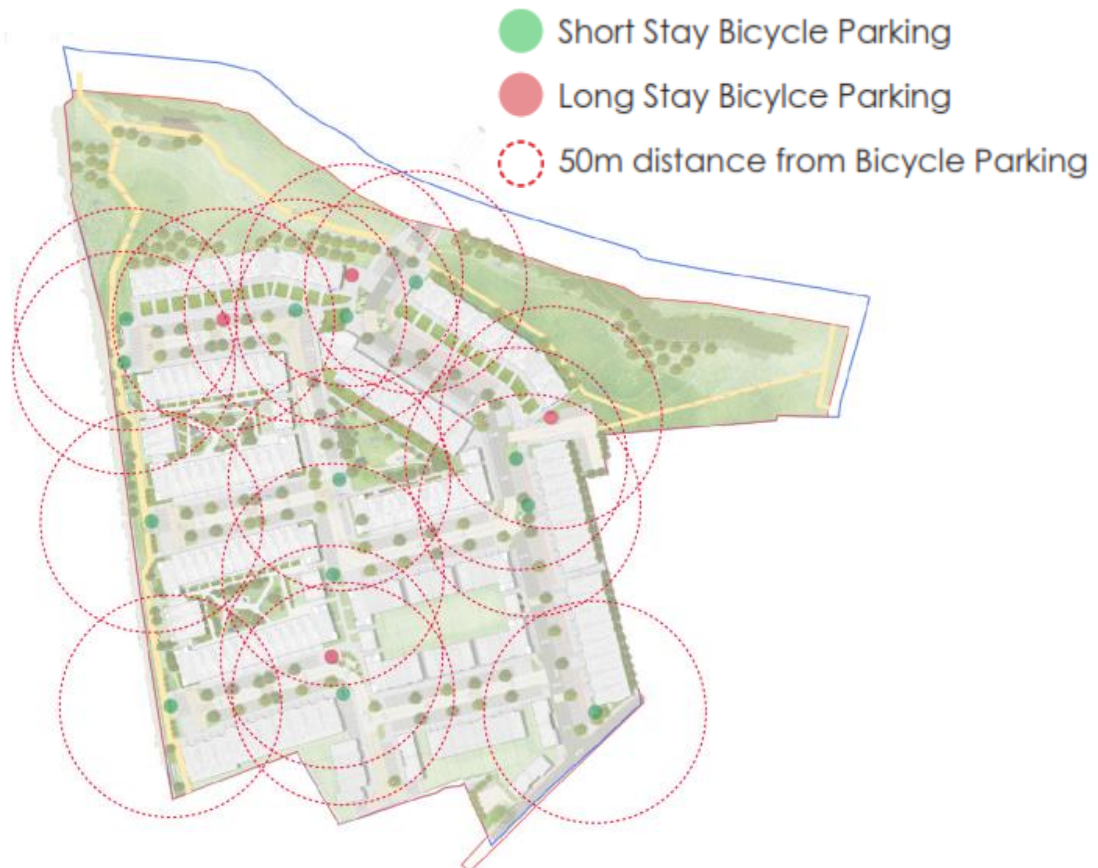 Short Stay Bicycle Parking
Long Stay Bicylce Parking
50m distance from Bicycle Parking